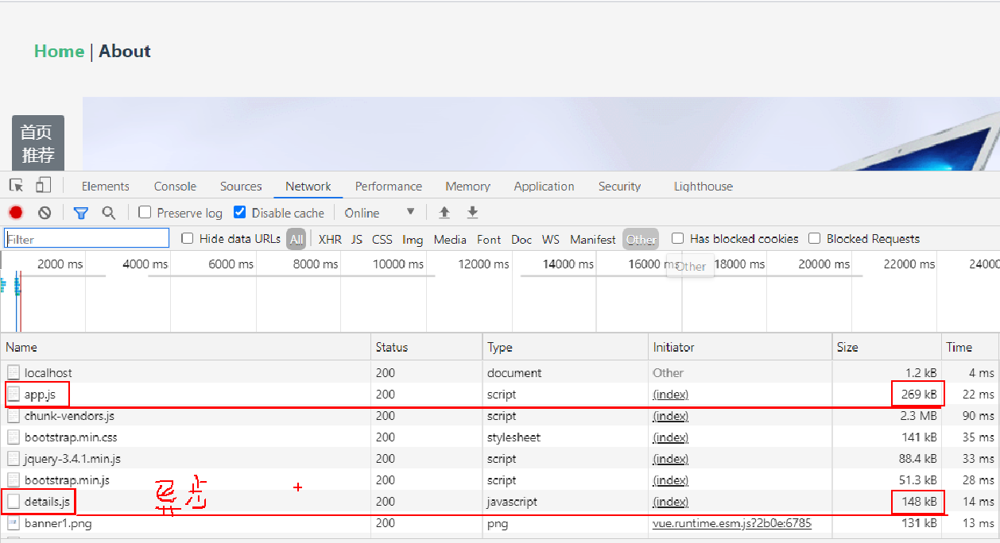 Home | About
首页
推荐
Elements Console Sources Network Performance Memory Application Security Lighthouse
Preserve log Disable cache Online
Filter Hide data URLs All XHR JS CSS Img Media Font Doc WS Manifest Other Has blocked cookies Blocked Requests
2000 ms 4000 ms 6000 ms 8000 ms 10000 ms 12000 ms 14000 ms 16000 ms 18000 ms 20000 ms 22000 ms 2400
Other
Name Status Type Initiator Size Time
localhost 200 document Other 1.2 kB 4 ms
app.js 200 script (index) 269 kB 22 ms
chunk-vendors.js 200 script (index) 2.3 MB 90 ms
bootstrap.min.css 200 stylesheet (index) 141 kB 35 ms
jquery-3.4.1.min.js 200 script (index) 88.4 kB 33 ms
bootstrap.min.js 200 script (index) 51.3 kB 28 ms
details.js 200 javascript (index) 148 kB 14 ms
banner1.png 200 png vue.runtime.esm.js?2b0e:6785 131 kB 13 ms